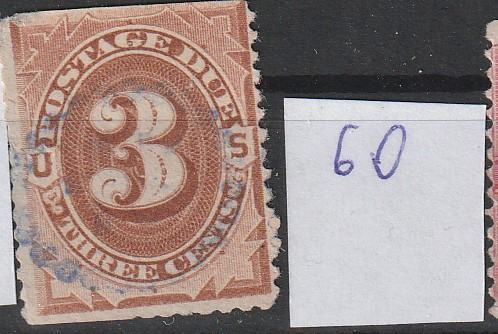 POSTAGE DUE
U 3 S
THREE CENTS
60